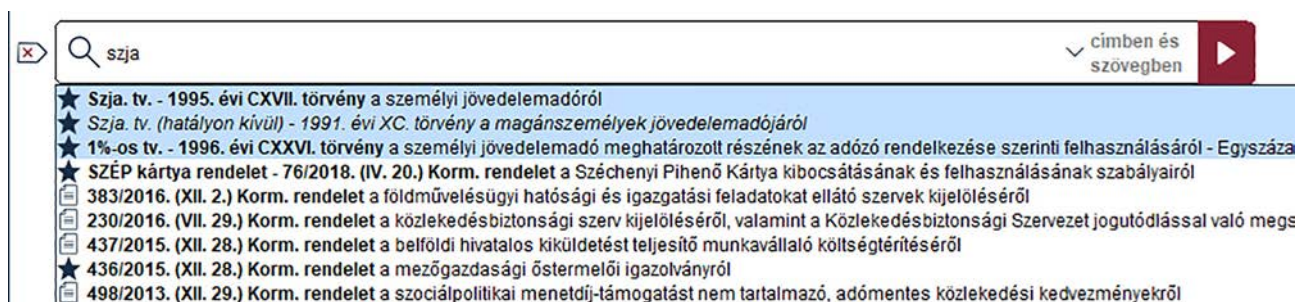 szja
címben és
szövegben
Szja. tv. - 1995. évi CXVII. törvény a személyi jövedelemadóról
Szja. tv. (hatályon kívül) - 1991. évi XC. törvény a magánszemélyek jövedelemadójáról
1%-os tv. - 1996. évi CXXVI. törvény a személyi jövedelemadó meghatározott részének az adózó rendelkezése szerinti felhasználásáról - Egyszáza
SZÉP kártya rendelet - 76/2018. (IV. 20.) Korm. rendelet a Széchenyi Pihenő Kártya kibocsátásának és felhasználásának szabályairól
383/2016. (XII. 2.) Korm. rendelet a földművelésügyi hatósági és igazgatási feladatokat ellátó szervek kijelöléséről
230/2016. (VII. 29.) Korm. rendelet a közlekedésbiztonsági szerv kijelöléséről, valamint a Közlekedésbiztonsági Szervezet jogutódlással való megs
437/2015. (XII. 28.) Korm. rendelet a belföldi hivatalos kiküldetést teljesítő munkavállaló költségtérítéséről
436/2015. (XII. 28.) Korm. rendelet a mezőgazdasági őstermelői igazolványról
498/2013. (XII. 29.) Korm. rendelet a szociálpolitikai menetdíj-támogatást nem tartalmazó, adómentes közlekedési kedvezményekről